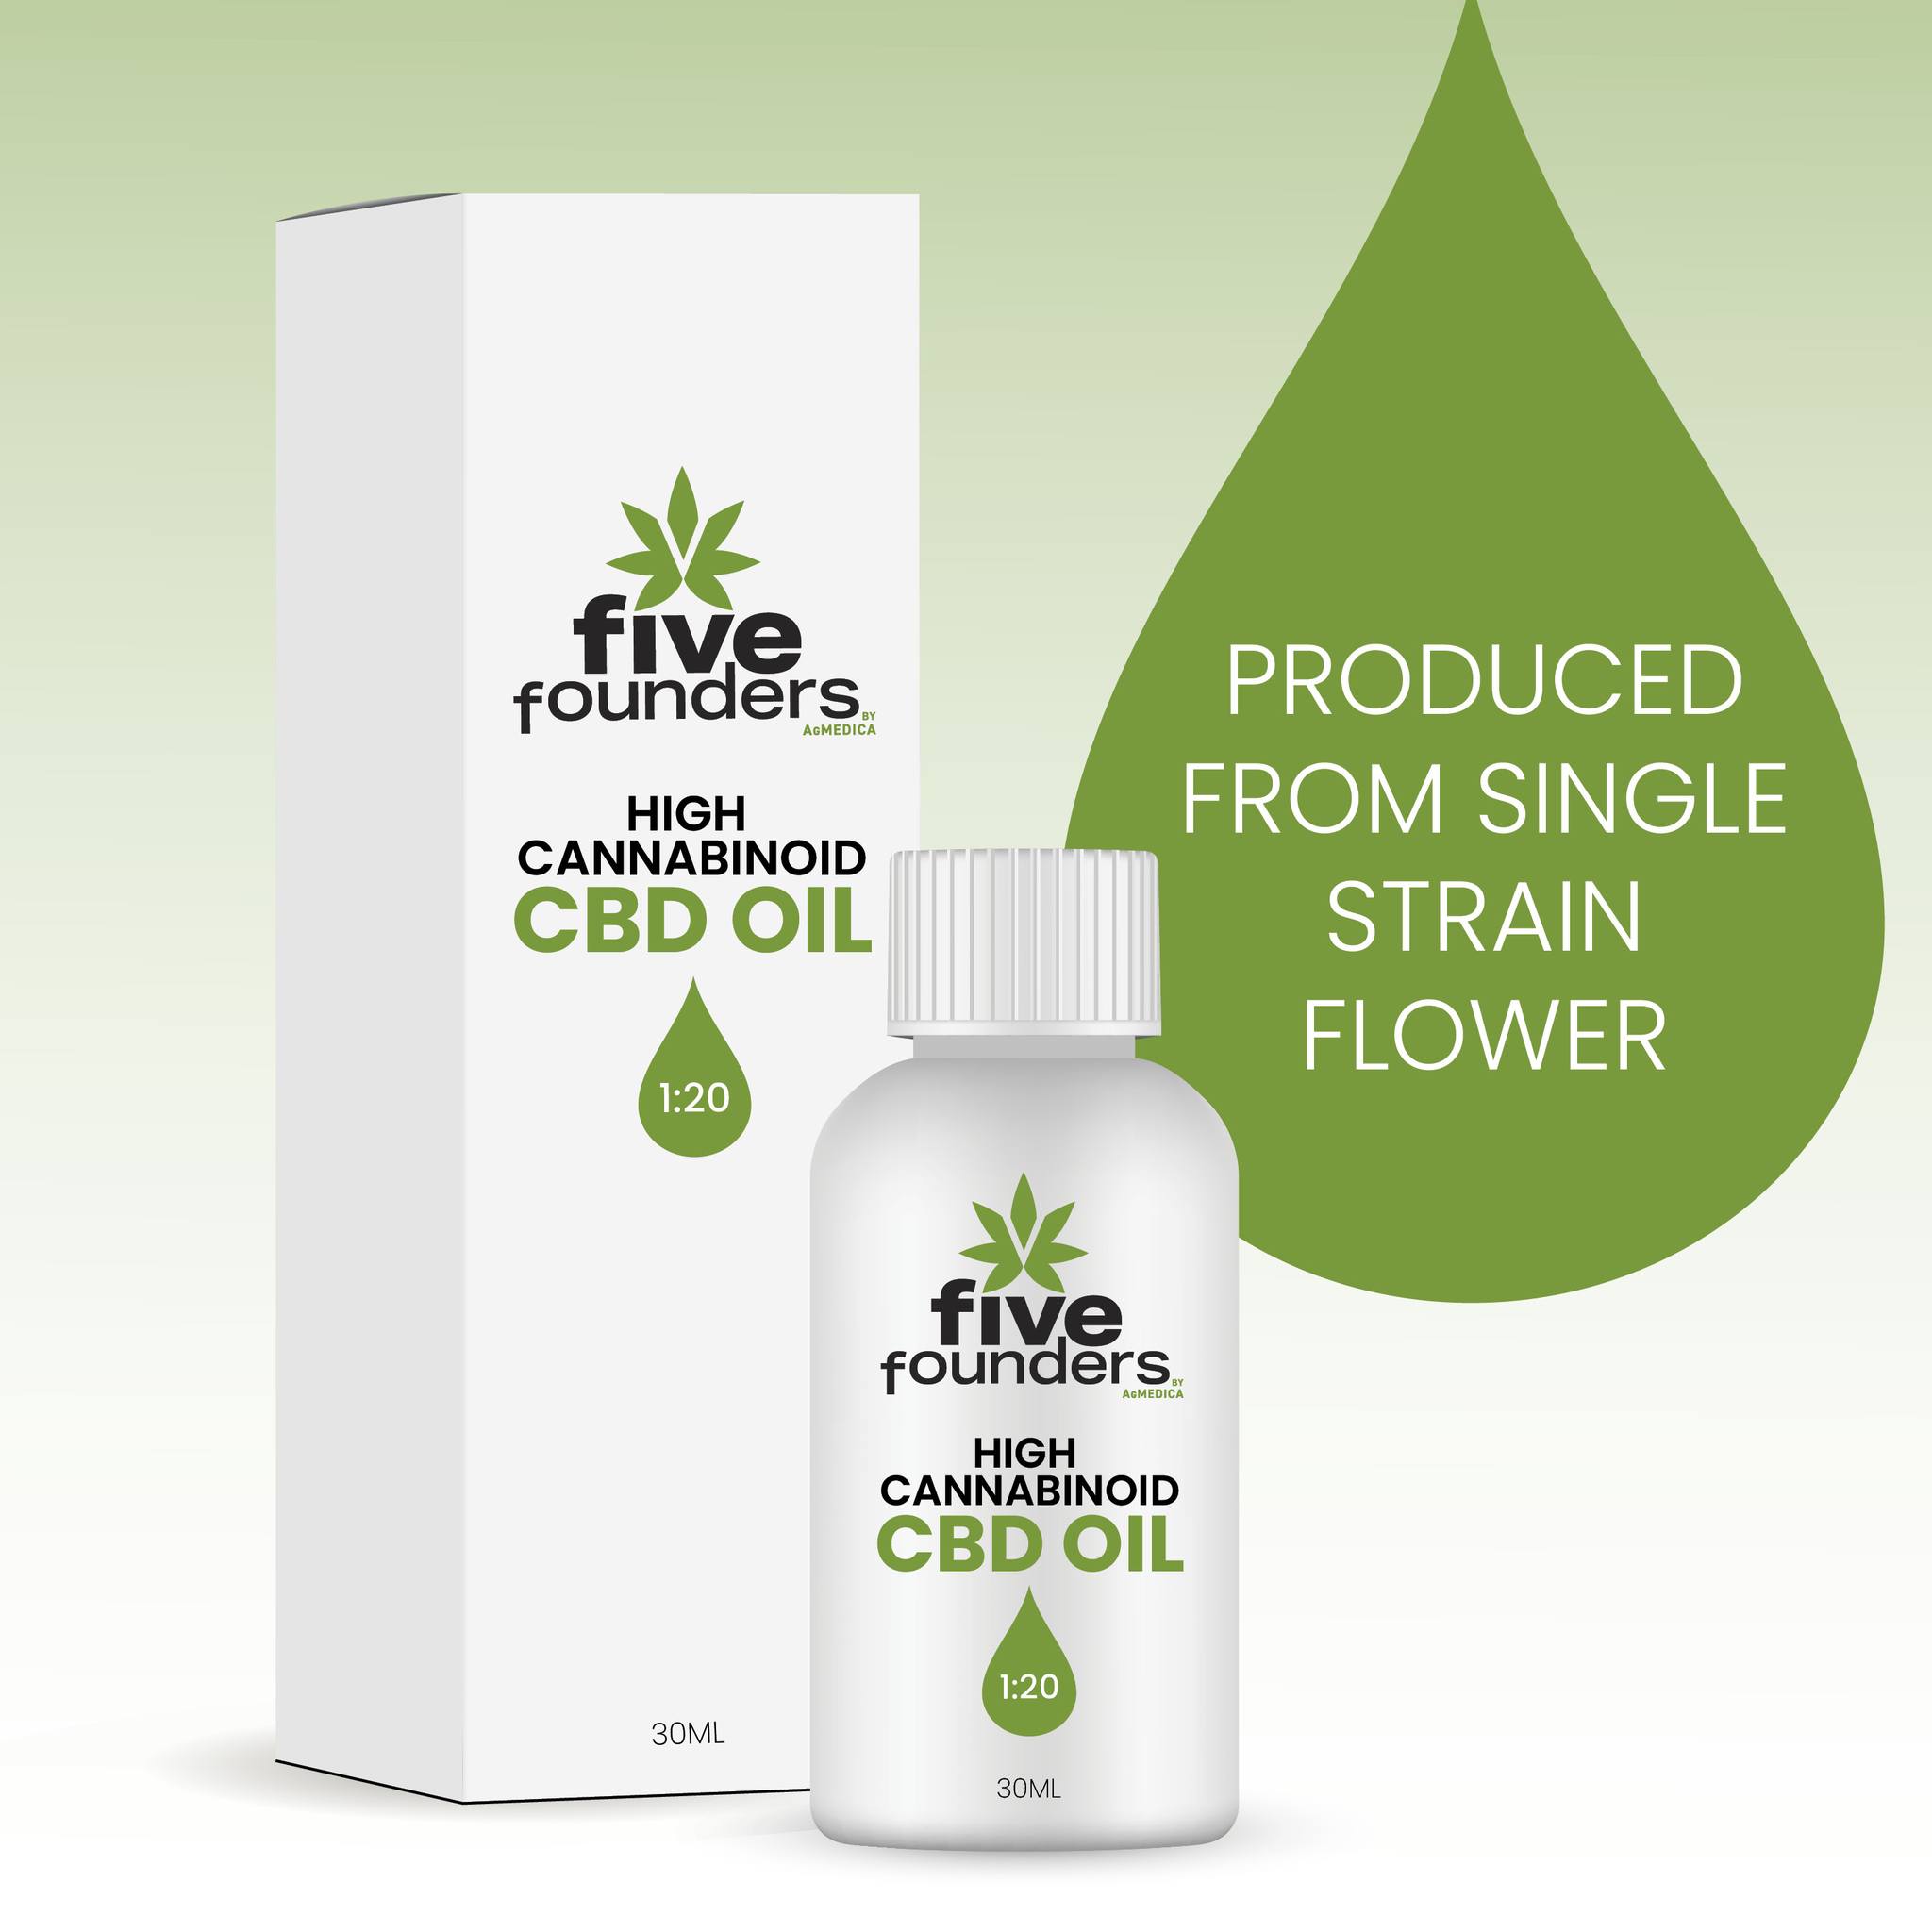 five
founders
BY
AGMEDICA
HIGH
CANNABINOID
CBD OIL
1:20
30ML
five
founders
BY
AGMEDICA
HIGH
CANNABINOID
CBD OIL
1:20
30ML
PRODUCED
FROM SINGLE
STRAIN
FLOWER